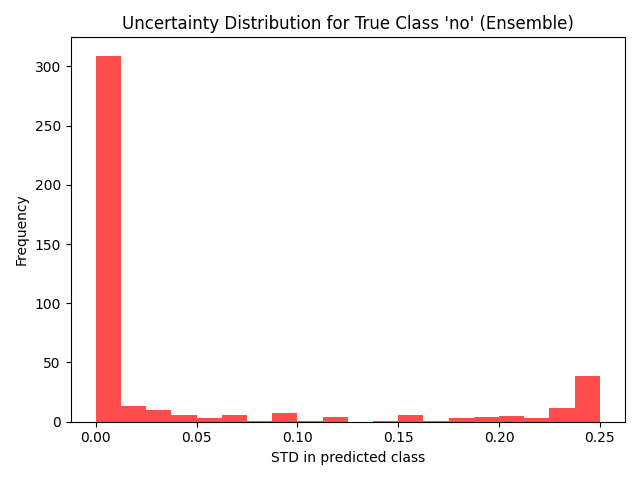 Uncertainty Distribution for True Class 'no' (Ensemble)
Frequency
300
250
200
150
100
50
0
0.00 0.05 0.10 0.15 0.20 0.25
STD in predicted class